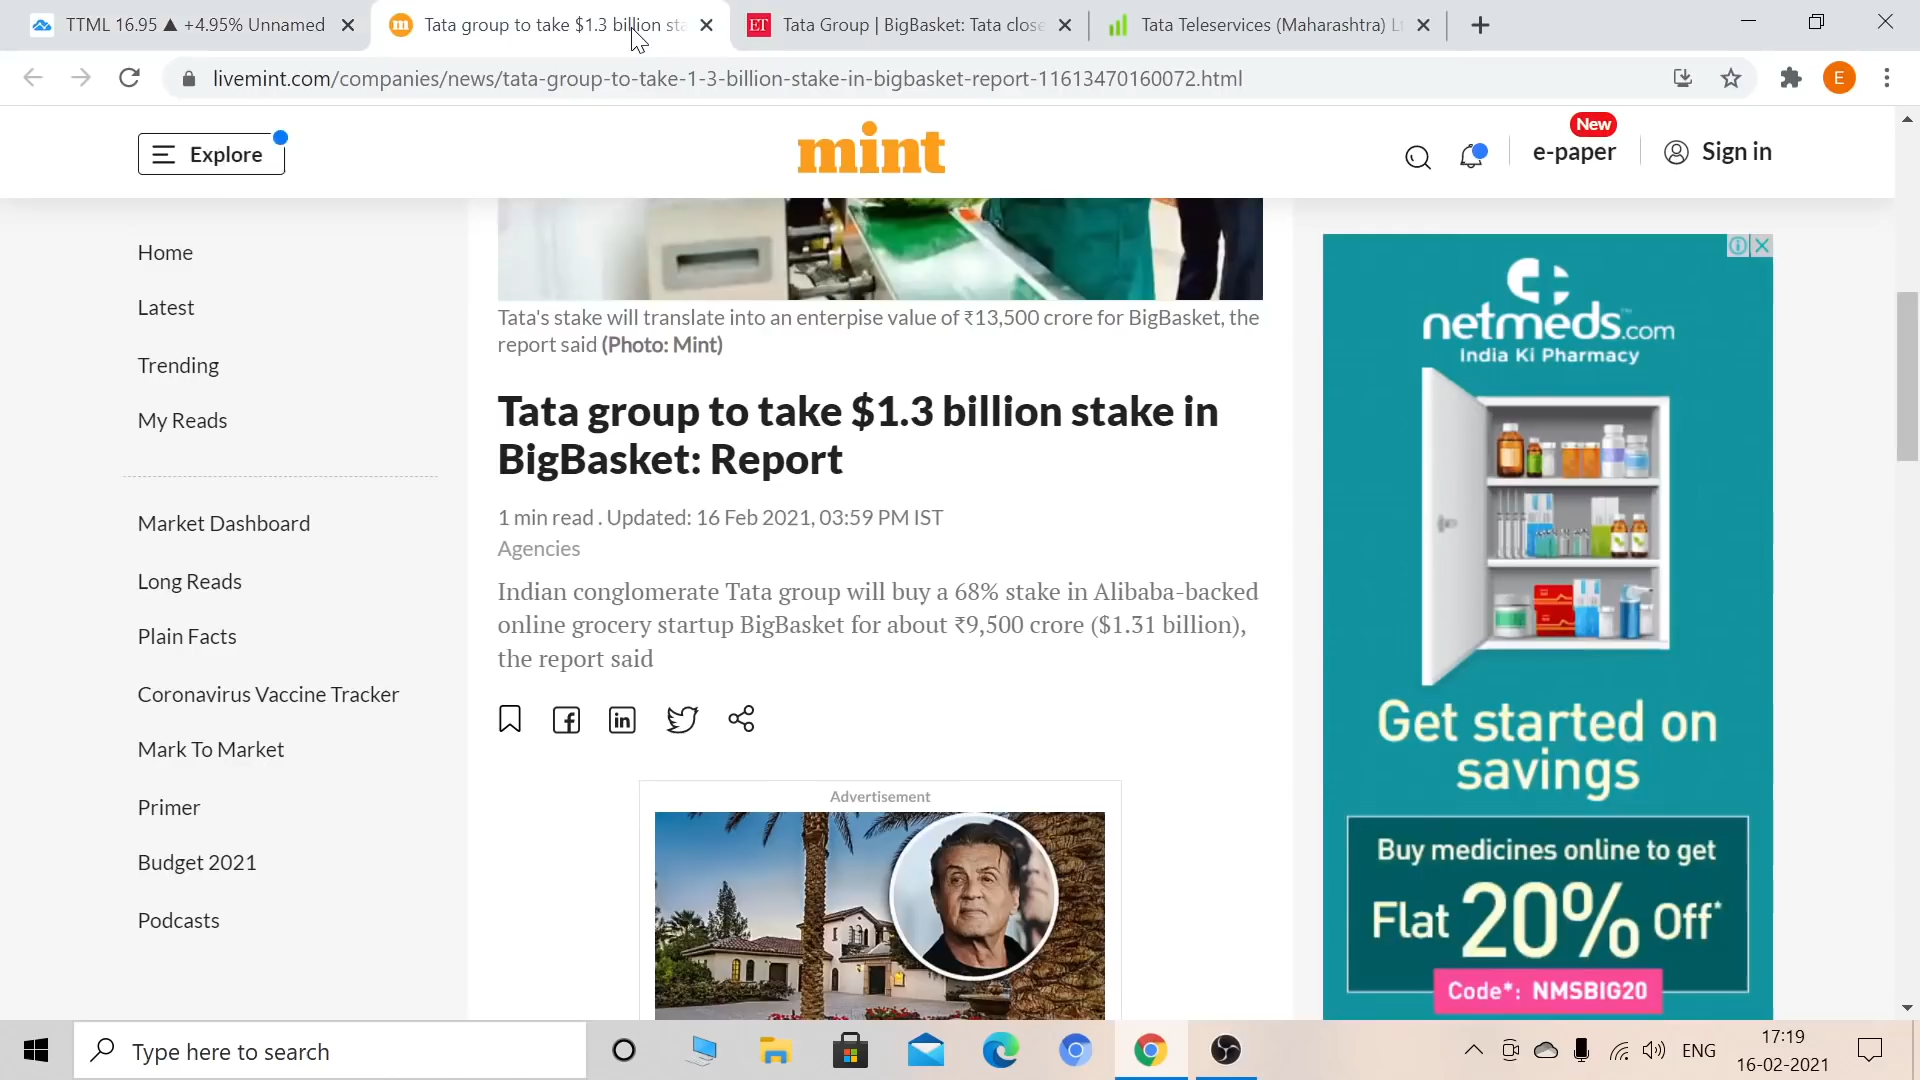 TTML 16.95 ▲ +4.95% Unnamed
Tata group to take $1.3 billion sta
ET
Tata Group | BigBasket: Tata close
Tata Teleservices (Maharashtra) Lt
livemint.com/companies/news/tata-group-to-take-1-3-billion-stake-in-bigbasket-report-11613470160072.html
E
Explore
mint
New
e-paper
Sign in
Home
Latest
Trending
My Reads
Market Dashboard
Long Reads
Plain Facts
Coronavirus Vaccine Tracker
Mark To Market
Primer
Budget 2021
Podcasts
Tata's stake will translate into an enterpise value of ₹13,500 crore for BigBasket, the
report said (Photo: Mint)
Tata group to take $1.3 billion stake in
BigBasket: Report
1 min read . Updated: 16 Feb 2021, 03:59 PM IST
Agencies
Indian conglomerate Tata group will buy a 68% stake in Alibaba-backed
online grocery startup BigBasket for about ₹9,500 crore ($1.31 billion),
the report said
Advertisement
netmeds.com
India Ki Pharmacy
Get started on
savings
Buy medicines online to get
Flat 20% Off*
Code*: NMSBIG20
Type here to search
ENG
17:19
16-02-2021